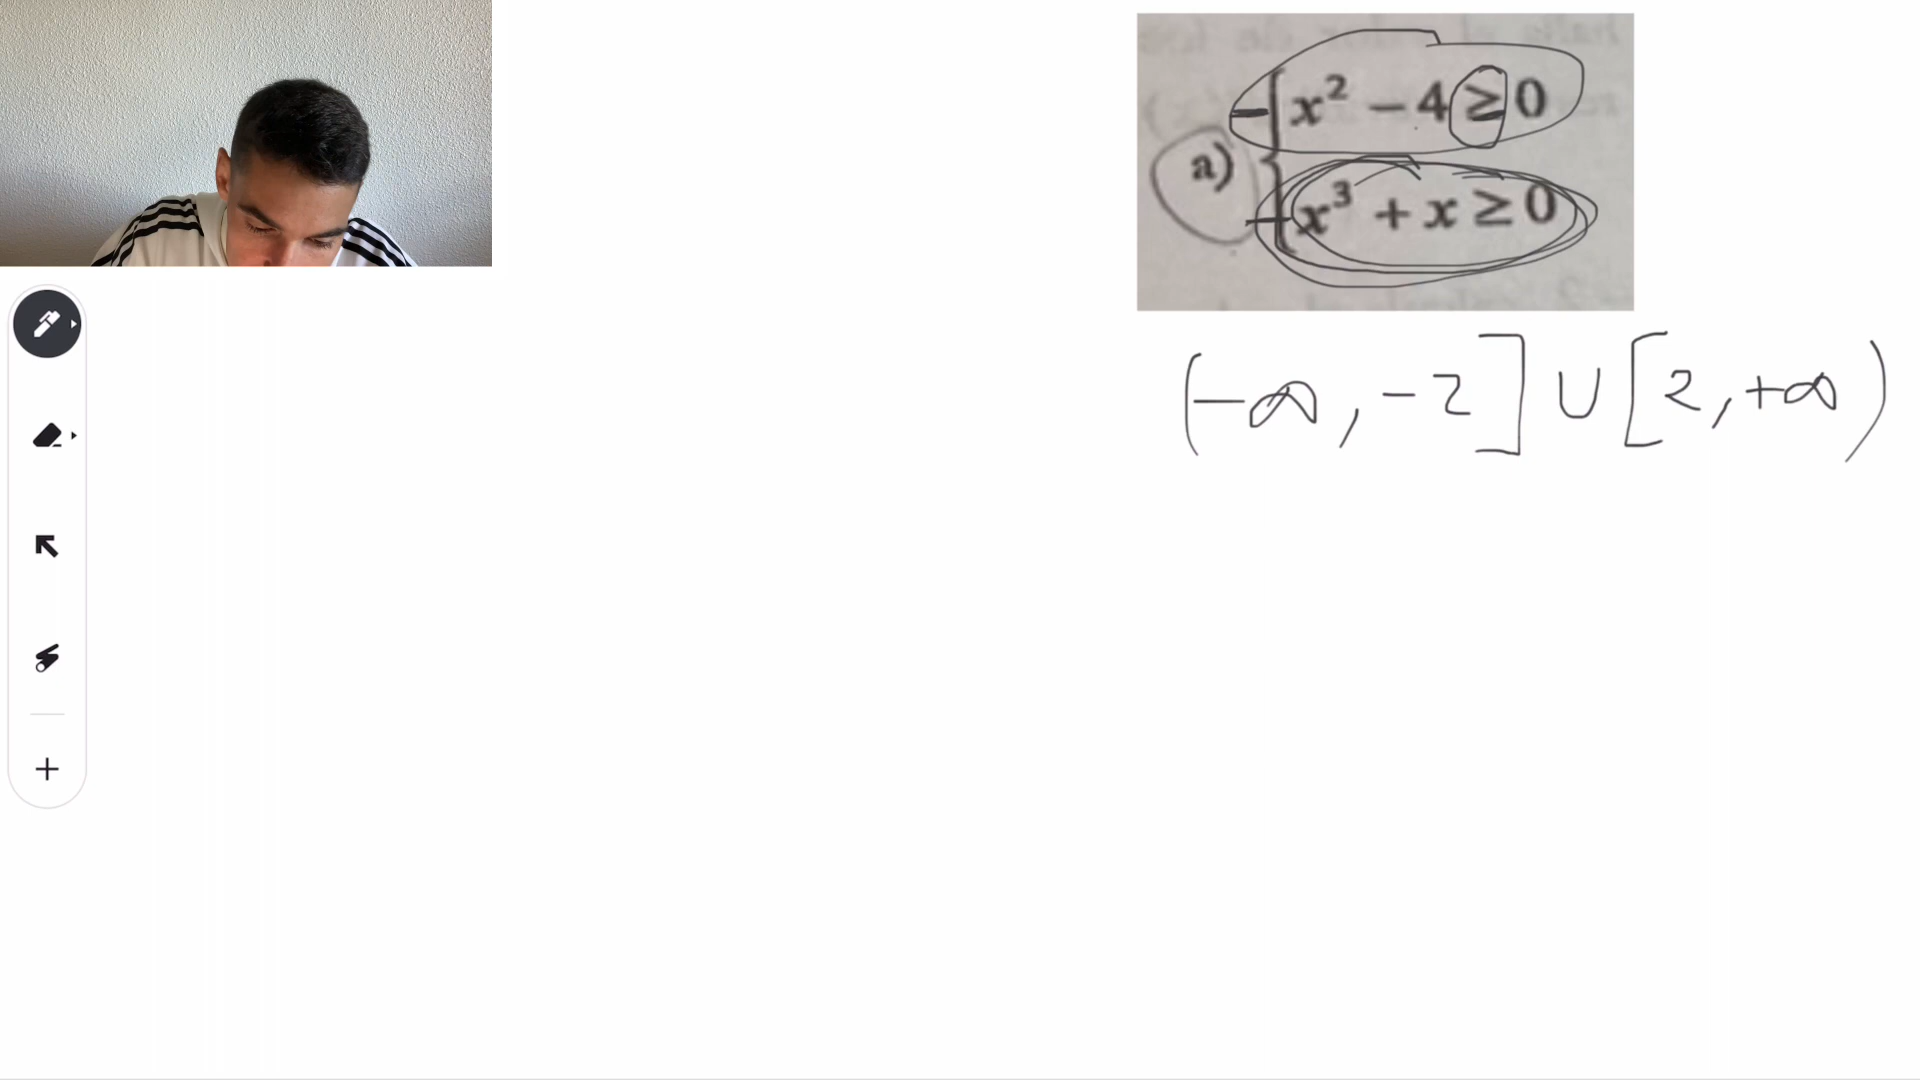 x² − 4 ≥ 0
a)
x³ + x ≥ 0
(-∞, -2] ∪ [2, +∞)